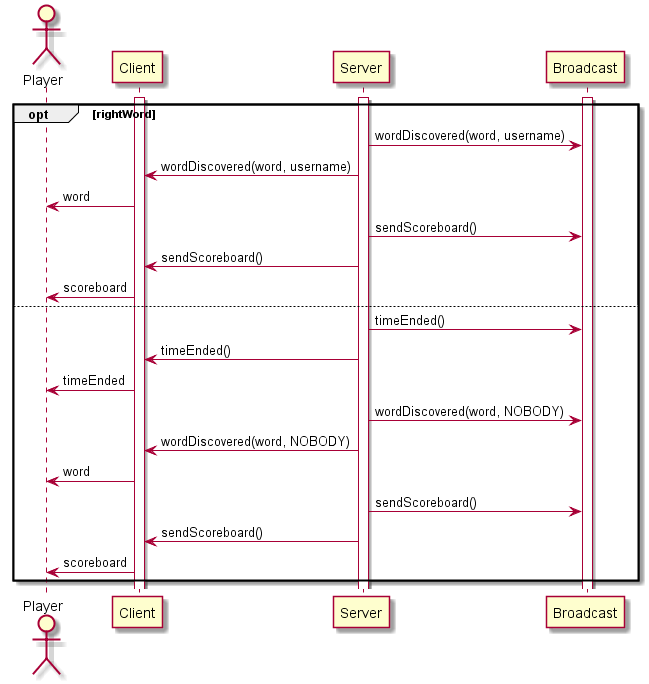 Player
Client
Server
Broadcast
opt
[rightWord]
wordDiscovered(word, username)
wordDiscovered(word, username)
word
sendScoreboard()
sendScoreboard()
scoreboard
timeEnded()
timeEnded()
timeEnded
wordDiscovered(word, NOBODY)
wordDiscovered(word, NOBODY)
word
sendScoreboard()
sendScoreboard()
scoreboard
Player
Client
Server
Broadcast